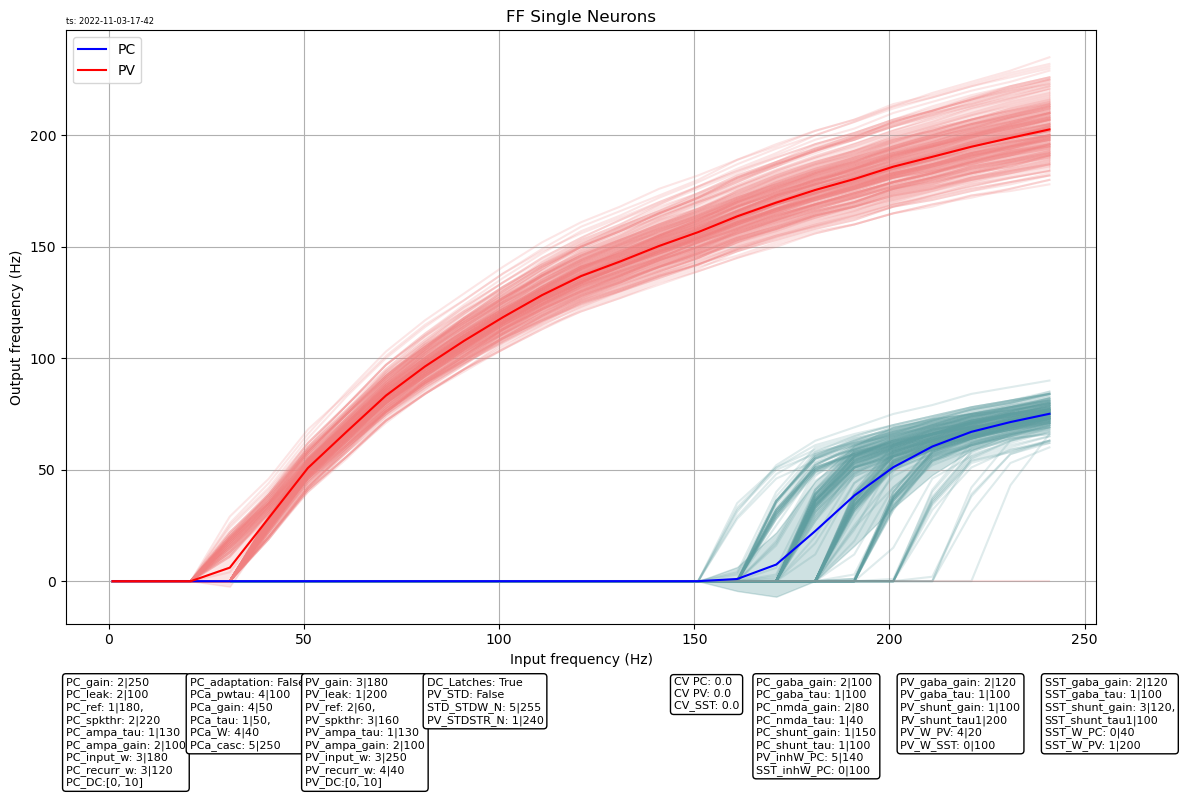 ts: 2022-11-03-17-42
FF Single Neurons
PC
PV
Output frequency (Hz)
200
150
100
50
0
0 50 100 150 200 250
Input frequency (Hz)
PC_gain: 2|250
PC_leak: 2|100
PC_ref: 1|180,
PC_spkthr: 2|220
PC_ampa_tau: 1|130
PC_ampa_gain: 2|100
PC_input_w: 3|180
PC_recurr_w: 3|120
PC_DC:[0, 10]
PC_adaptation: False
PCa_pwtau: 4|100
PCa_gain: 4|50
PCa_tau: 1|50,
PCa_W: 4|40
PCa_casc: 5|250
PV_gain: 3|180
PV_leak: 1|200
PV_ref: 2|60,
PV_spkthr: 3|160
PV_ampa_tau: 1|130
PV_ampa_gain: 2|100
PV_input_w: 3|250
PV_recurr_w: 4|40
PV_DC:[0, 10]
DC_Latches: True
PV_STD: False
STD_STDW_N: 5|255
PV_STDSTR_N: 1|240
CV PC: 0.0
CV PV: 0.0
CV_SST: 0.0
PC_gaba_gain: 2|100
PC_gaba_tau: 1|100
PC_nmda_gain: 2|80
PC_nmda_tau: 1|40
PC_shunt_gain: 1|150
PC_shunt_tau: 1|100
PV_inhW_PC: 5|140
SST_inhW_PC: 0|100
PV_gaba_gain: 2|120
PV_gaba_tau: 1|100
PV_shunt_gain: 1|100
PV_shunt_tau1|200
PV_W_PV: 4|20
PV_W_SST: 0|100
SST_gaba_gain: 2|120
SST_gaba_tau: 1|100
SST_shunt_gain: 3|120,
SST_shunt_tau1|100
SST_W_PC: 0|40
SST_W_PV: 1|200